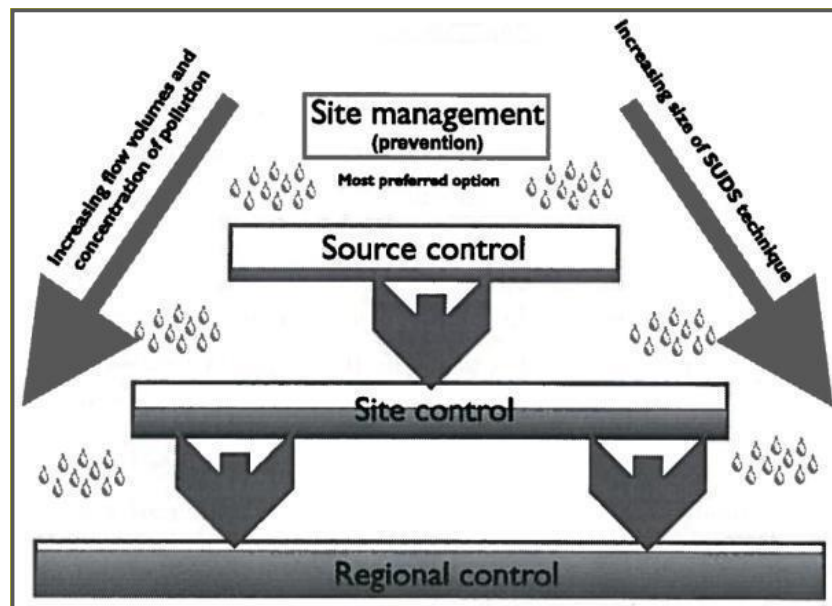 Increasing flow volumes and
concentration of pollution
Increasing size of SUDS technique
Site management
(prevention)
Most preferred option
Source control
Site control
Regional control